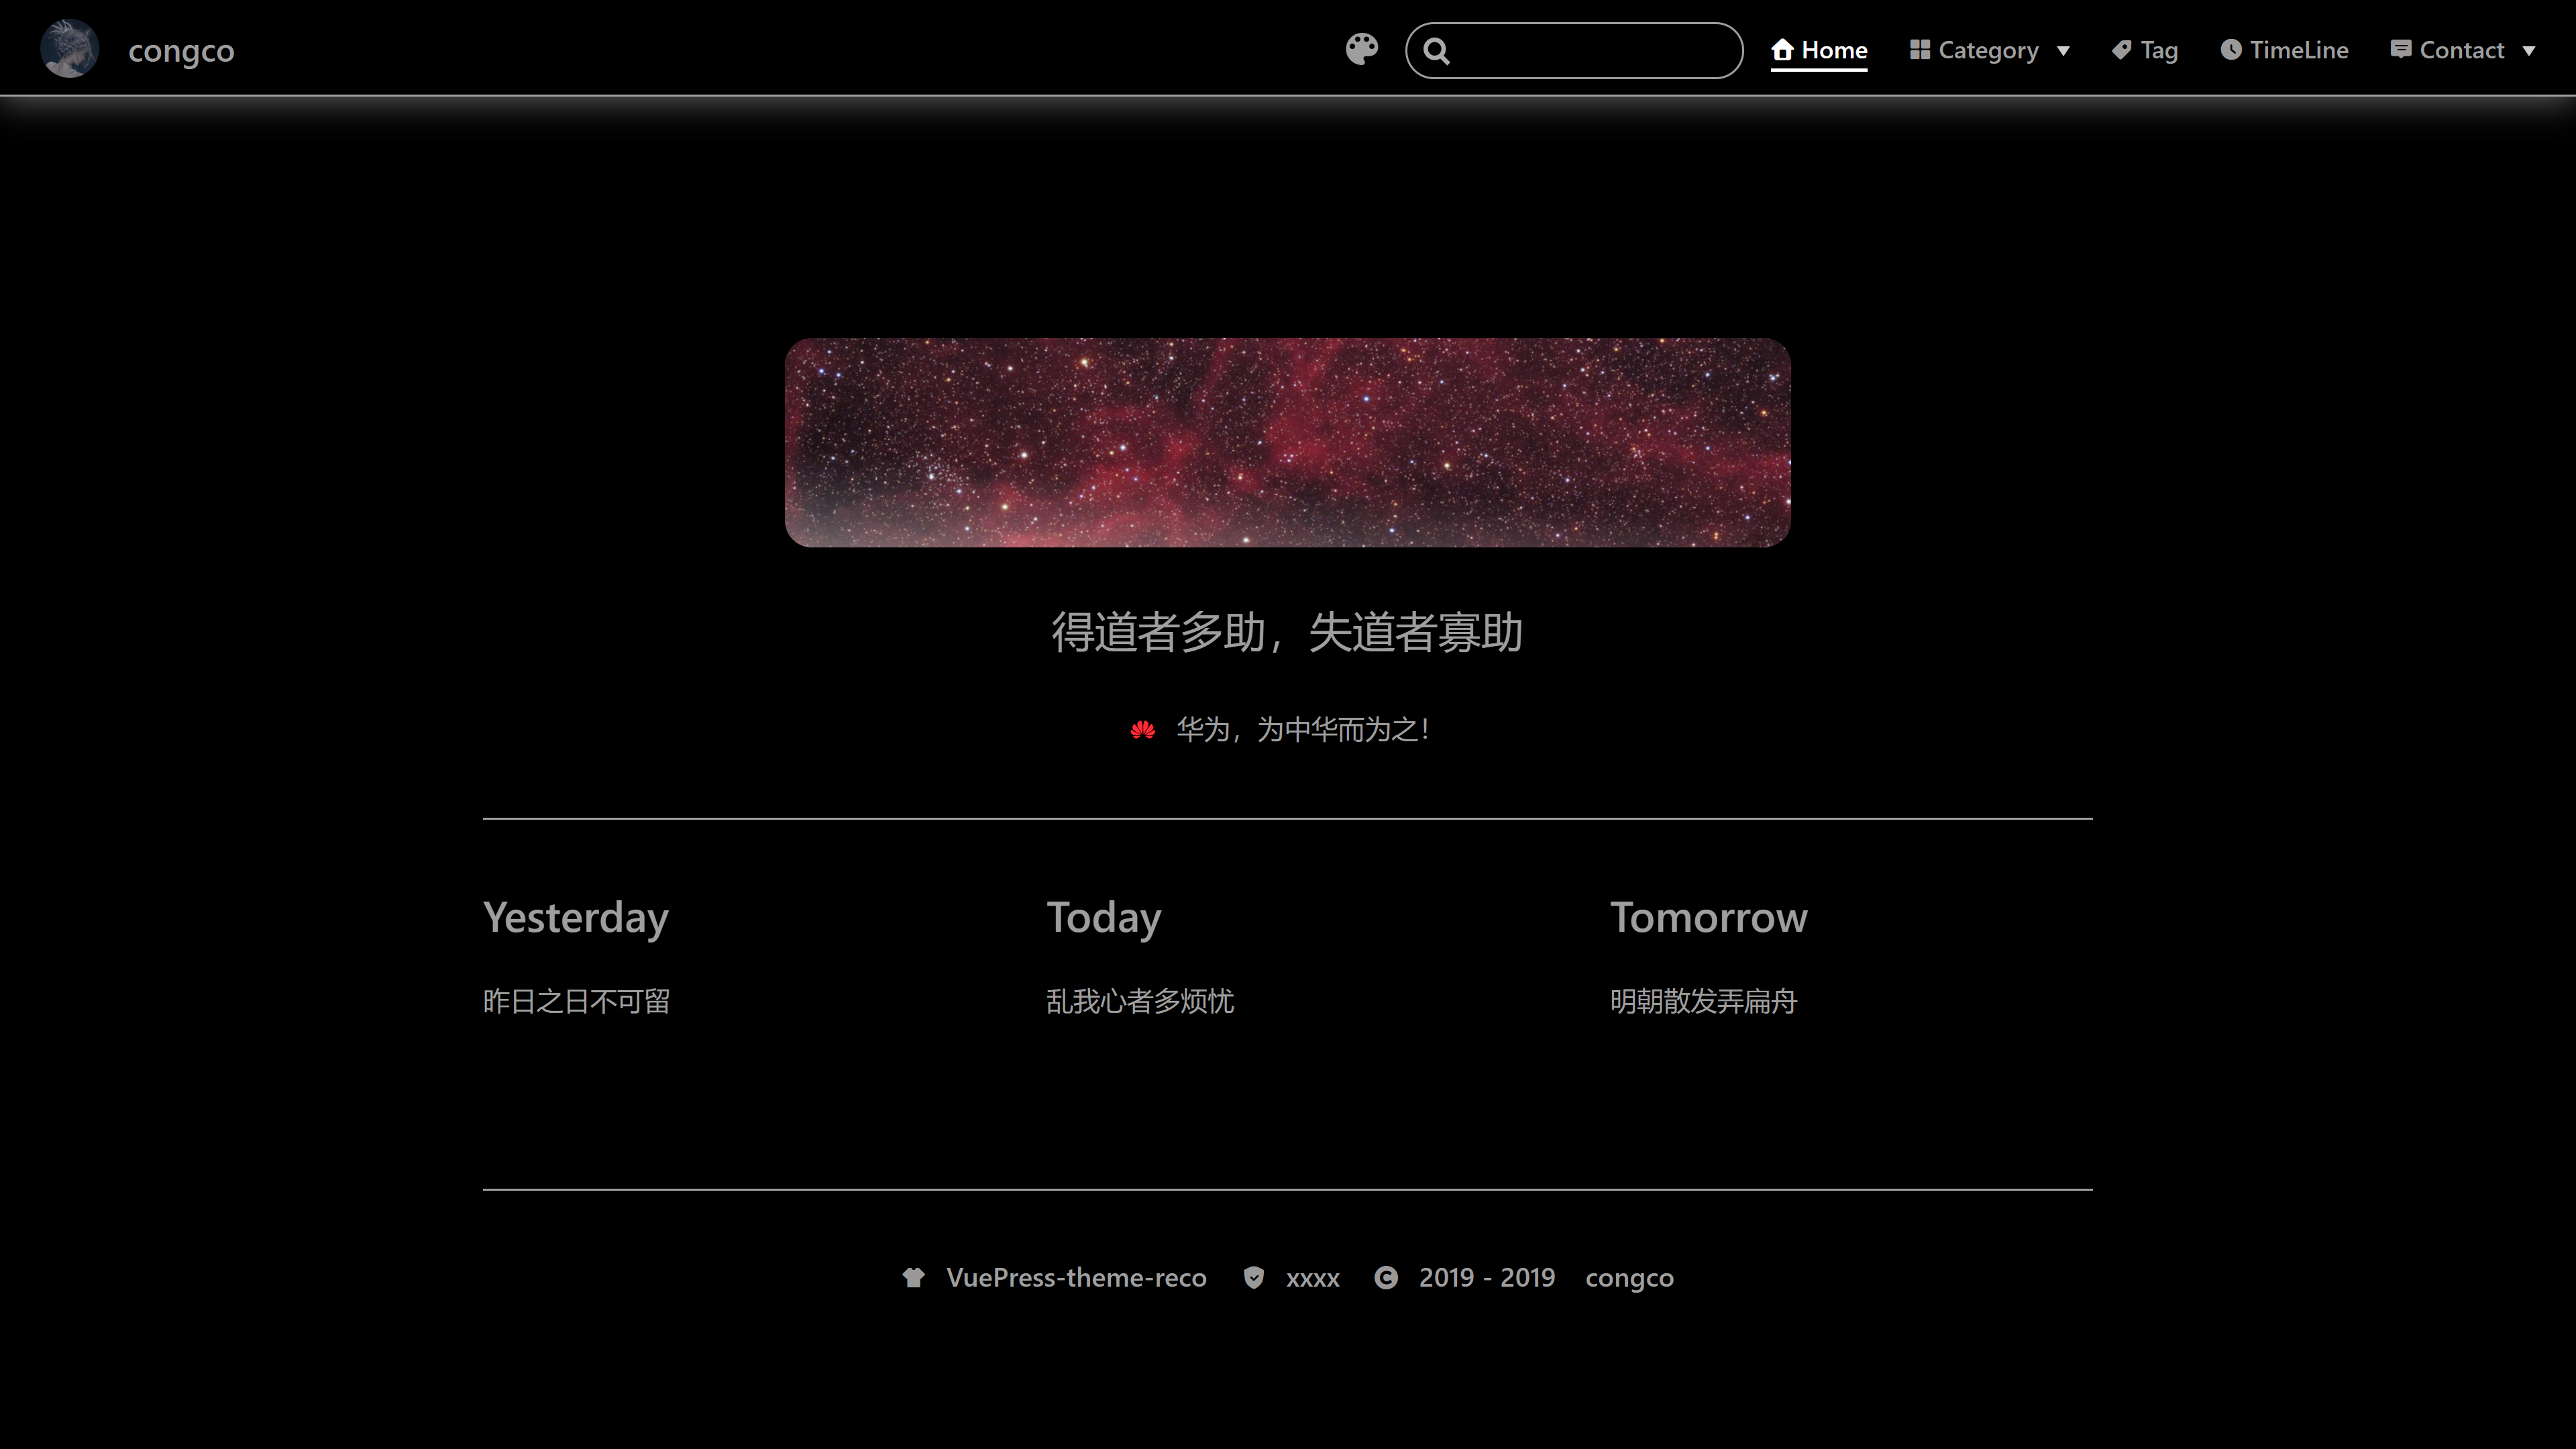 congco
Home Category Tag TimeLine Contact
得道者多助，失道者寡助
华为，为中华而为之！
Yesterday Today Tomorrow
昨日之日不可留 乱我心者多烦忧 明朝散发弄扁舟
VuePress-theme-reco xxxx 2019 - 2019 congco